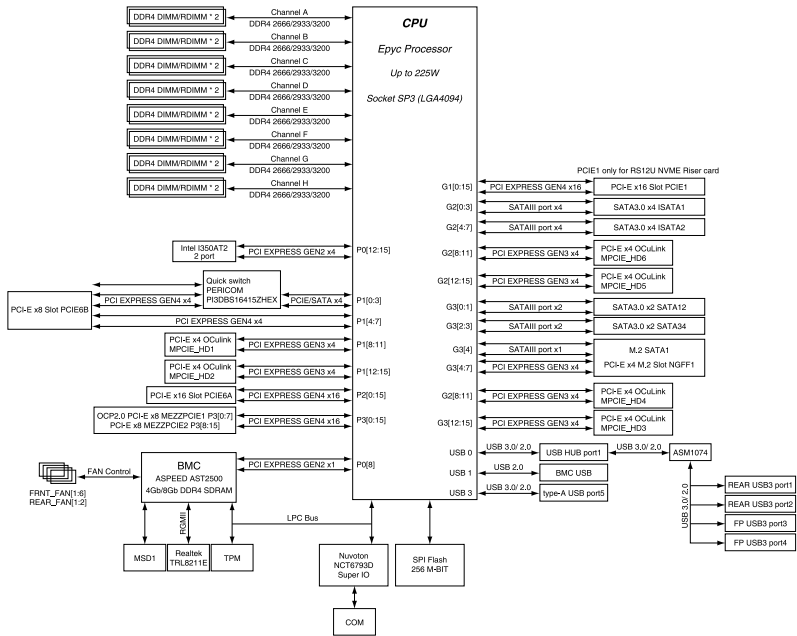 CPU
Epyc Processor
Up to 225W
Socket SP3 (LGA4094)
DDR4 DIMM/RDIMM * 2
Channel A
DDR4 2666/2933/3200
DDR4 DIMM/RDIMM * 2
Channel B
DDR4 2666/2933/3200
DDR4 DIMM/RDIMM * 2
Channel C
DDR4 2666/2933/3200
DDR4 DIMM/RDIMM * 2
Channel D
DDR4 2666/2933/3200
DDR4 DIMM/RDIMM * 2
Channel E
DDR4 2666/2933/3200
DDR4 DIMM/RDIMM * 2
Channel F
DDR4 2666/2933/3200
DDR4 DIMM/RDIMM * 2
Channel G
DDR4 2666/2933/3200
DDR4 DIMM/RDIMM * 2
Channel H
DDR4 2666/2933/3200
Intel I350AT2
2 port
PCI EXPRESS GEN2 x4
P0[12:15]
PCI-E x8 Slot PCIE6B
PCI EXPRESS GEN4 x4
Quick switch
PERICOM
PI3DBS16415ZHEX
PCIE/SATA x4
P1[0:3]
PCI EXPRESS GEN4 x4
P1[4:7]
PCI-E x4 OCulink
MPCIE_HD1
PCI EXPRESS GEN3 x4
P1[8:11]
PCI-E x4 OCulink
MPCIE_HD2
PCI EXPRESS GEN3 x4
P1[12:15]
PCI-E x16 Slot PCIE6A
PCI EXPRESS GEN4 x16
P2[0:15]
OCP2.0 PCI-E x8 MEZZPCIE1 P3[0:7]
PCI-E x8 MEZZPCIE2 P3[8:15]
PCI EXPRESS GEN4 x16
P3[0:15]
FRNT_FAN[1:6]
REAR_FAN[1:2]
FAN Control
BMC
ASPEED AST2500
4Gb/8Gb DDR4 SDRAM
PCI EXPRESS GEN2 x1
P0[8]
RGMII
LPC Bus
MSD1
Realtek
TRL8211E
TPM
Nuvoton
NCT6793D
Super IO
SPI Flash
256 M-BIT
COM
PCIE1 only for RS12U NVME Riser card
G1[0:15]
PCI EXPRESS GEN4 x16
PCI-E x16 Slot PCIE1
G2[0:3]
SATAIII port x4
SATA3.0 x4 ISATA1
G2[4:7]
SATAIII port x4
SATA3.0 x4 ISATA2
G2[8:11]
PCI EXPRESS GEN3 x4
PCI-E x4 OCuLink
MPCIE_HD6
G2[12:15]
PCI EXPRESS GEN3 x4
PCI-E x4 OCuLink
MPCIE_HD5
G3[0:1]
SATAIII port x2
SATA3.0 x2 SATA12
G3[2:3]
SATAIII port x2
SATA3.0 x2 SATA34
G3[4]
SATAIII port x1
M.2 SATA1
G3[4:7]
PCI EXPRESS GEN3 x4
PCI-E x4 M.2 Slot NGFF1
G2[8:11]
PCI EXPRESS GEN3 x4
PCI-E x4 OCuLink
MPCIE_HD4
G3[12:15]
PCI EXPRESS GEN3 x4
PCI-E x4 OCuLink
MPCIE_HD3
USB 0
USB 3.0/ 2.0
USB HUB port1
USB 3.0/ 2.0
ASM1074
USB 1
USB 2.0
BMC USB
USB 3
USB 3.0/ 2.0
type-A USB port5
USB 3.0/ 2.0
REAR USB3 port1
REAR USB3 port2
FP USB3 port3
FP USB3 port4